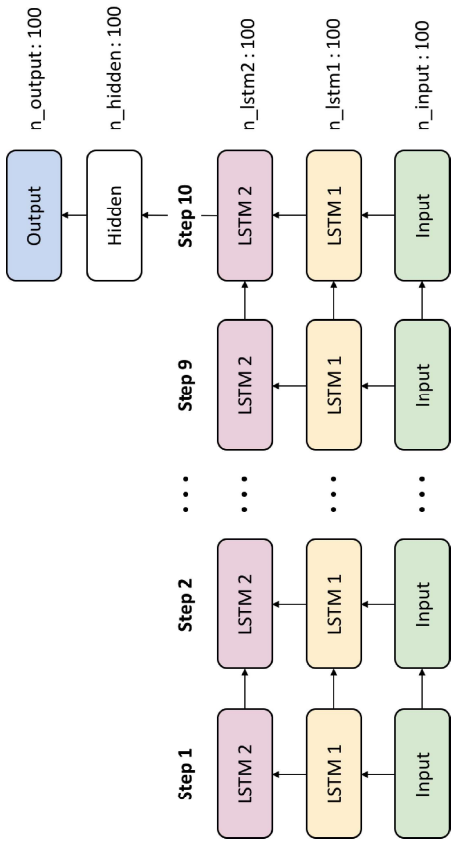 Output
n_output : 100
Hidden
n_hidden : 100
Step 1
Step 2
. . .
Step 9
Step 10
LSTM 2
LSTM 2
. . .
LSTM 2
LSTM 2
n_lstm2 : 100
LSTM 1
LSTM 1
. . .
LSTM 1
LSTM 1
n_lstm1 : 100
Input
Input
. . .
Input
Input
n_input : 100